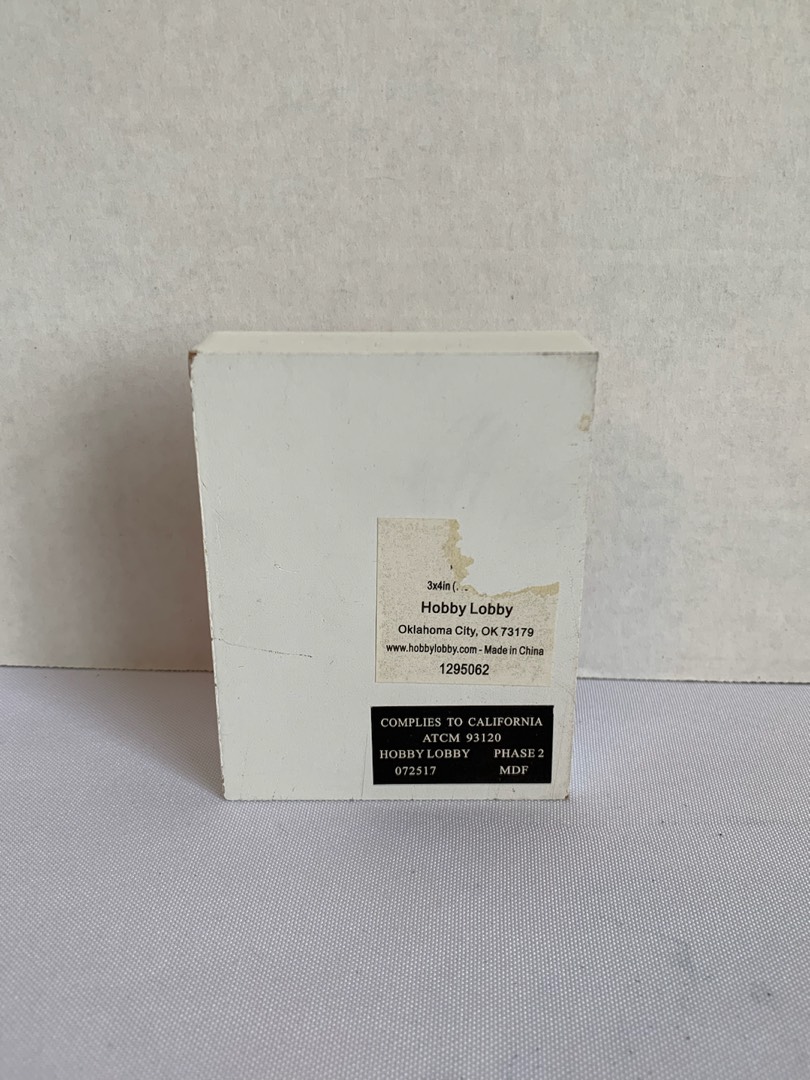 3x4in (
Hobby Lobby
Oklahoma City, OK 73179
www.hobbylobby.com - Made in China
1295062
COMPLIES TO CALIFORNIA
ATCM 93120
HOBBY LOBBY PHASE 2
072517 MDF